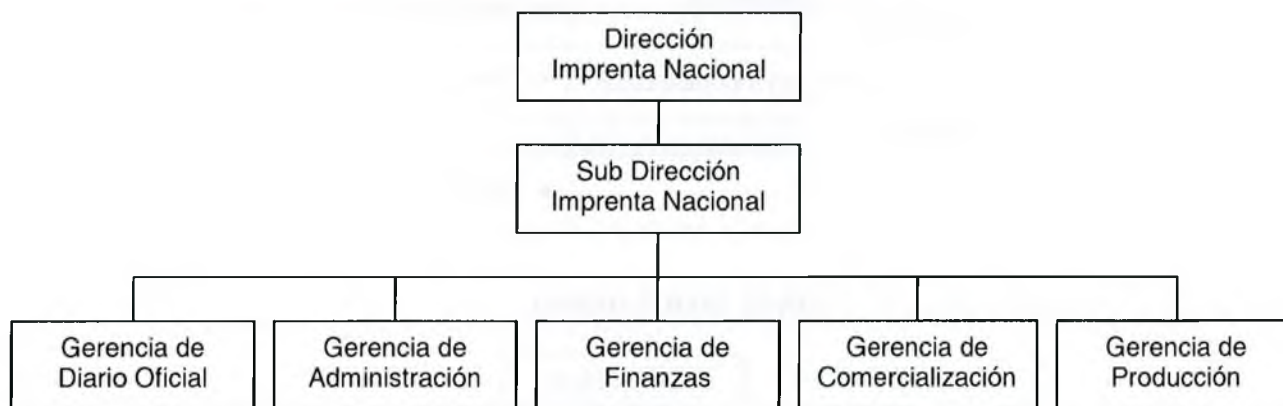 Dirección
Imprenta Nacional
Sub Dirección
Imprenta Nacional
Gerencia de
Diario Oficial
Gerencia de
Administración
Gerencia de
Finanzas
Gerencia de
Comercialización
Gerencia de
Producción